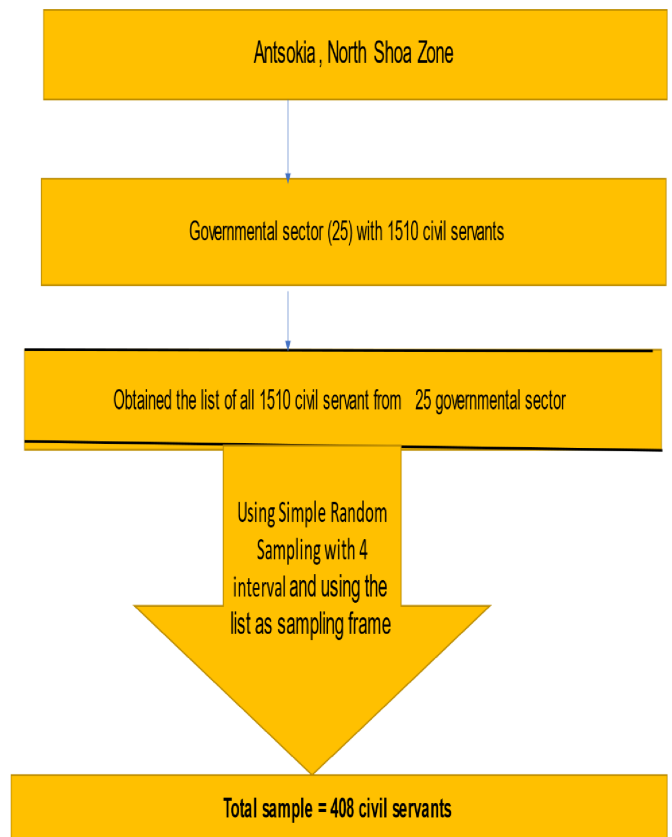 Antsokia , North Shoa Zone
Governmental sector (25) with 1510 civil servants
Obtained the list of all 1510 civil servant from 25 governmental sector
Using Simple Random
Sampling with 4
interval and using the
list as sampling frame
Total sample = 408 civil servants